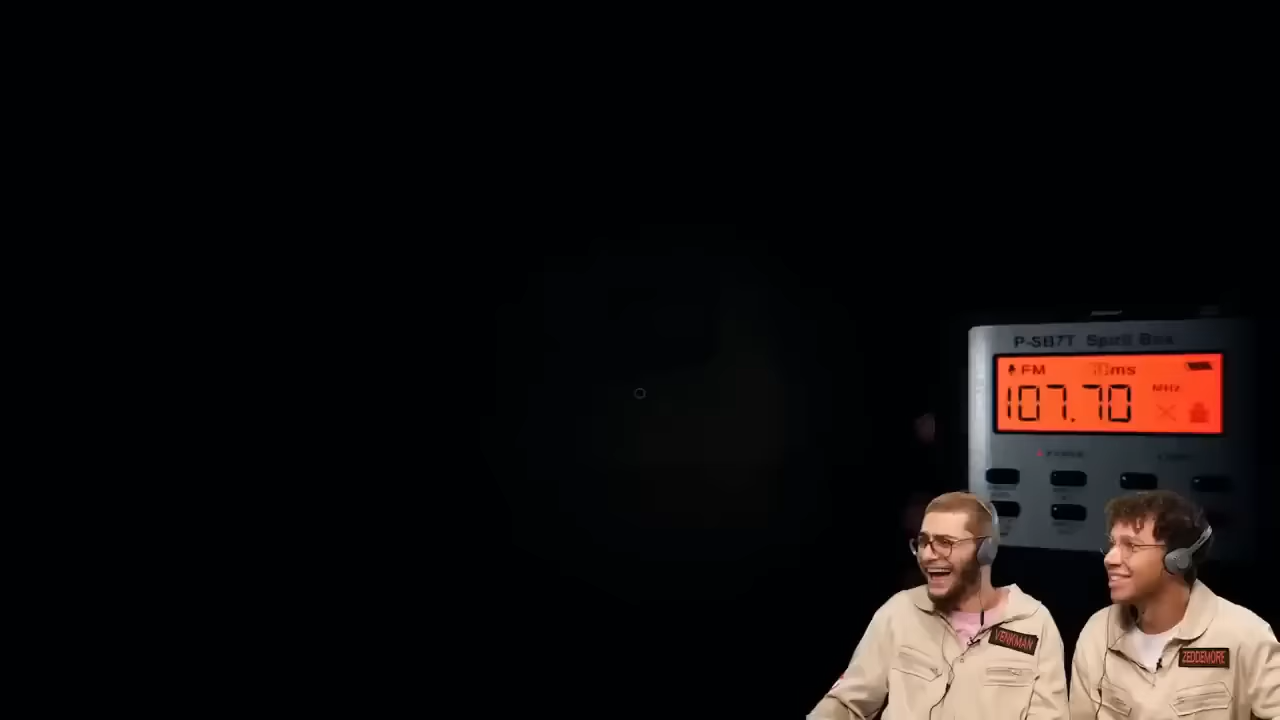 P-SB7T Spirit Box
FM
ms
107.70
MHz
VENKMAN
ZEDDEMORE